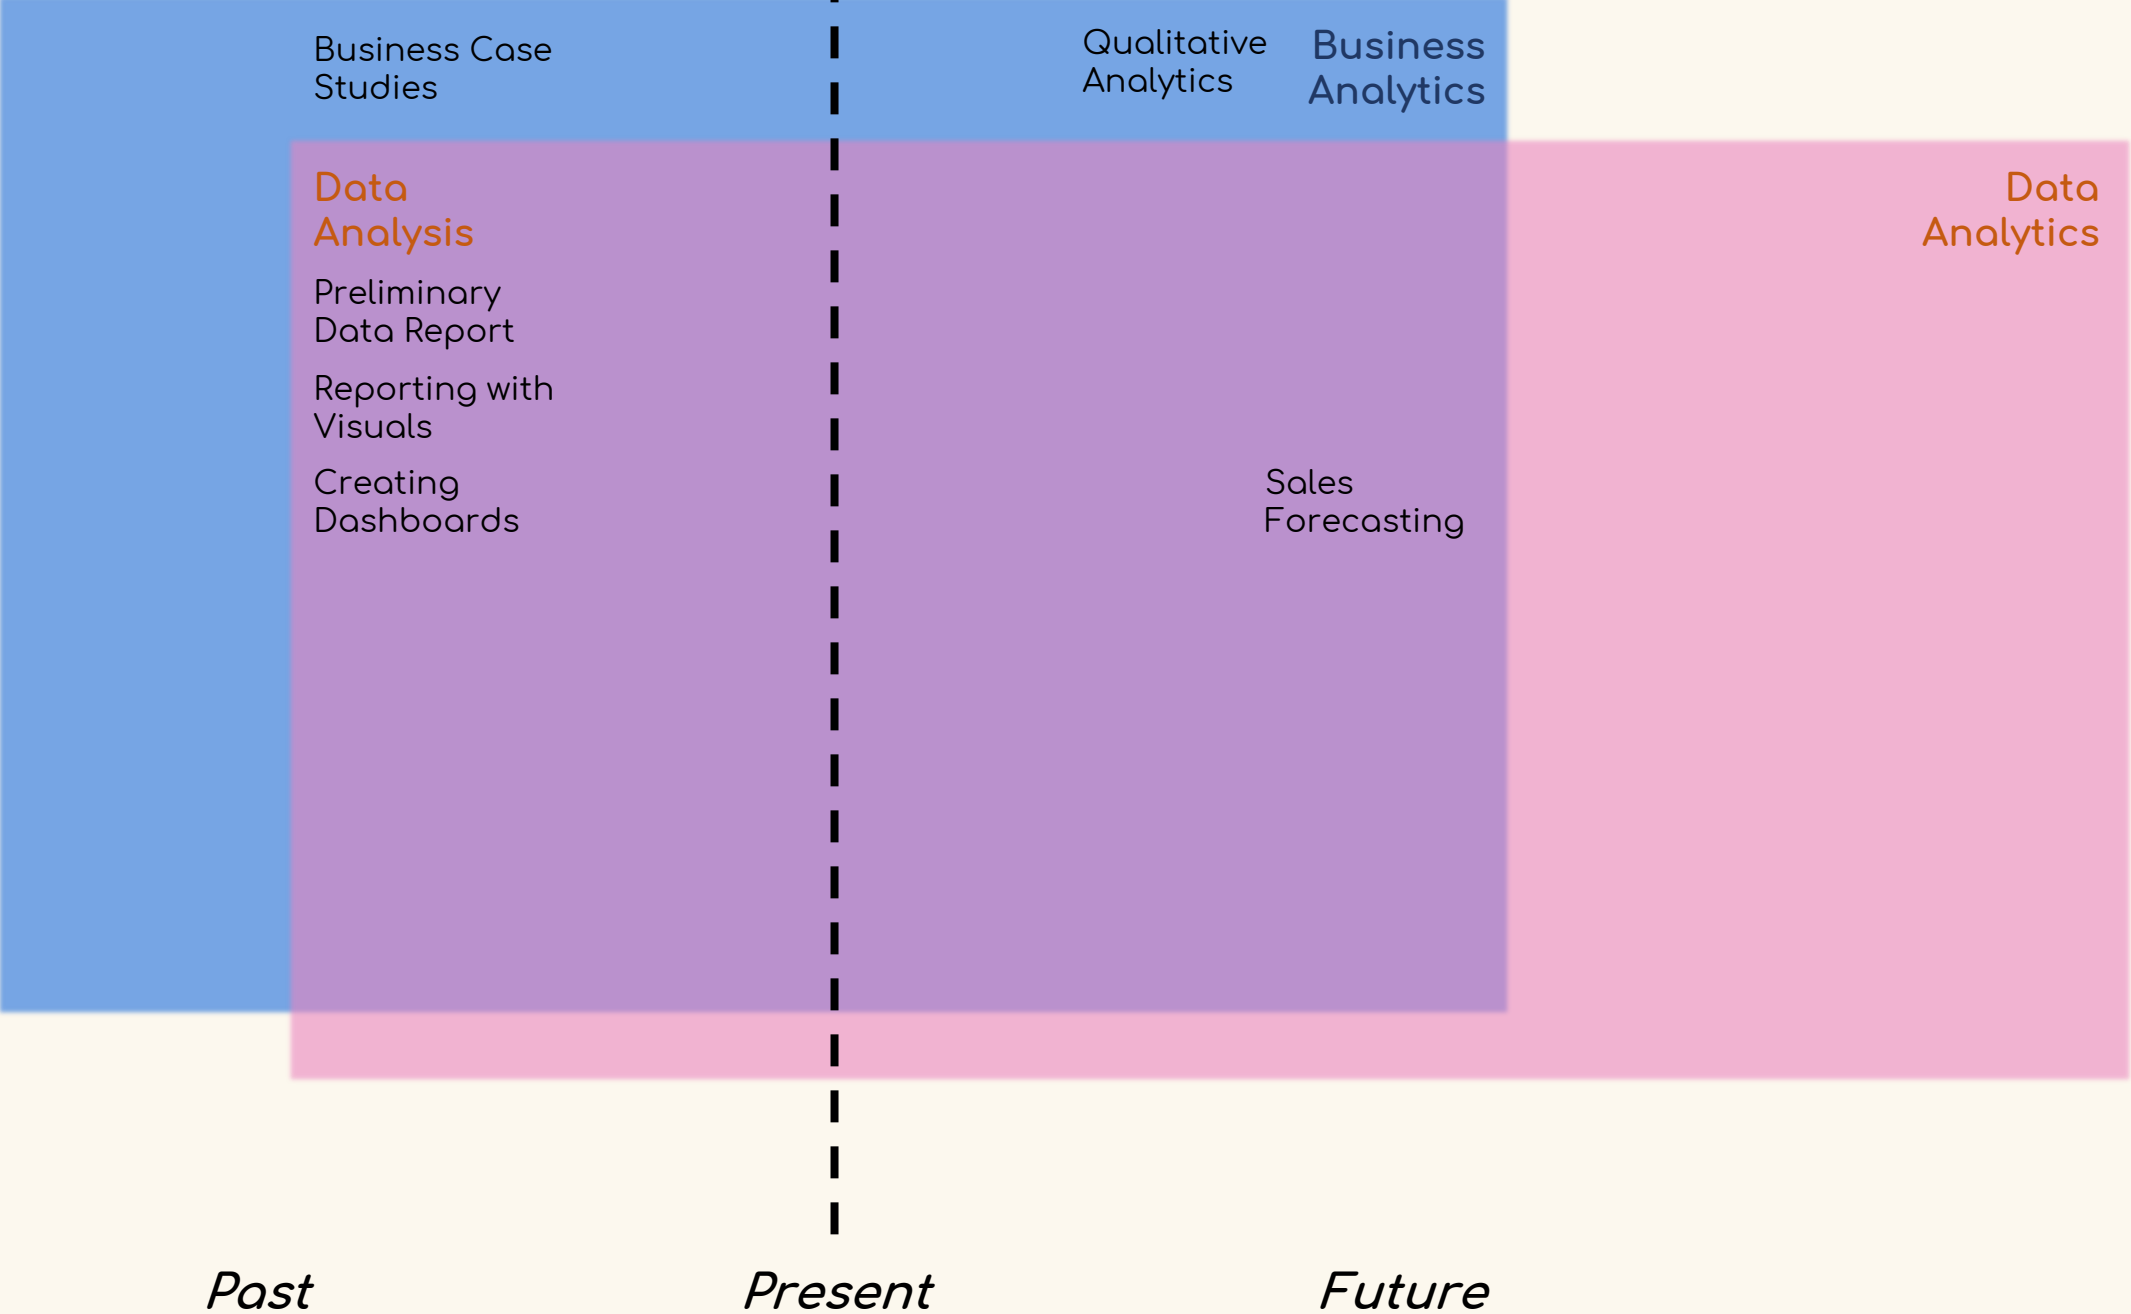 Business Case
Studies
Qualitative
Analytics
Business
Analytics
Data
Analysis
Data
Analytics
Preliminary
Data Report
Reporting with
Visuals
Creating
Dashboards
Sales
Forecasting
Past
Present
Future